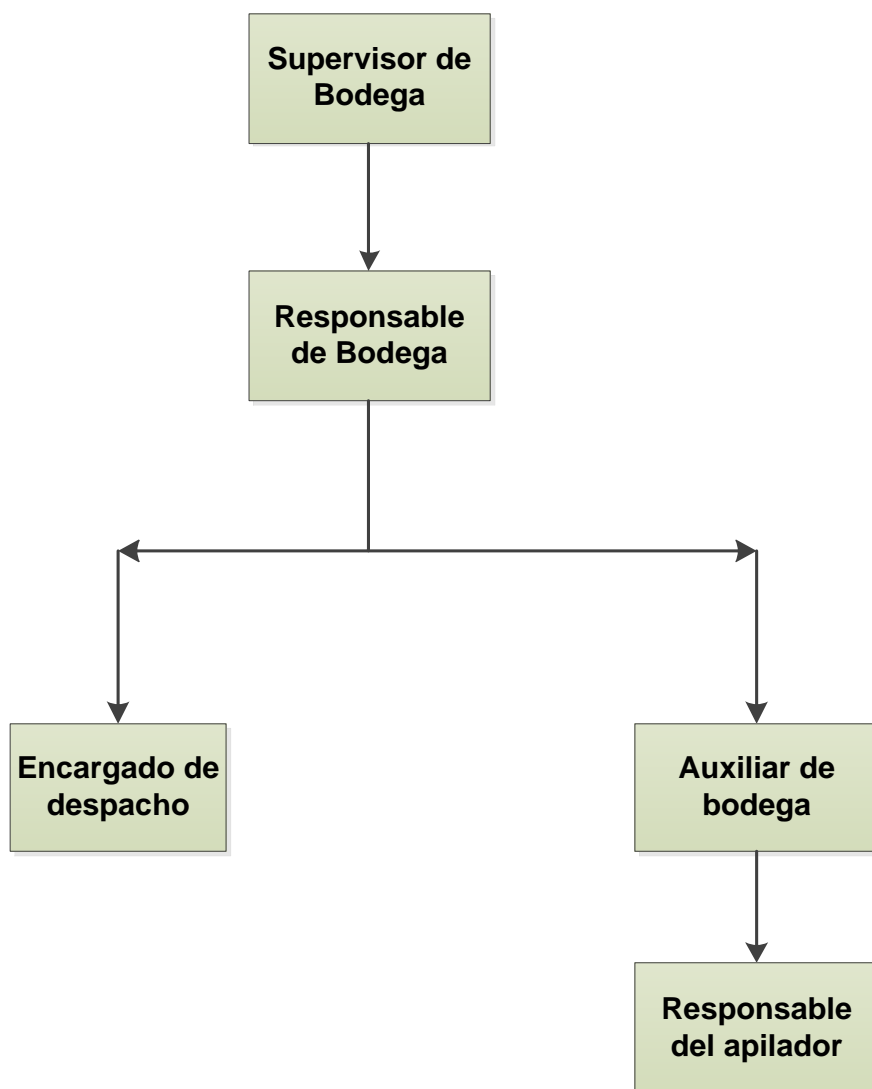 Supervisor de
Bodega
Responsable
de Bodega
Encargado de
despacho
Auxiliar de
bodega
Responsable
del apilador